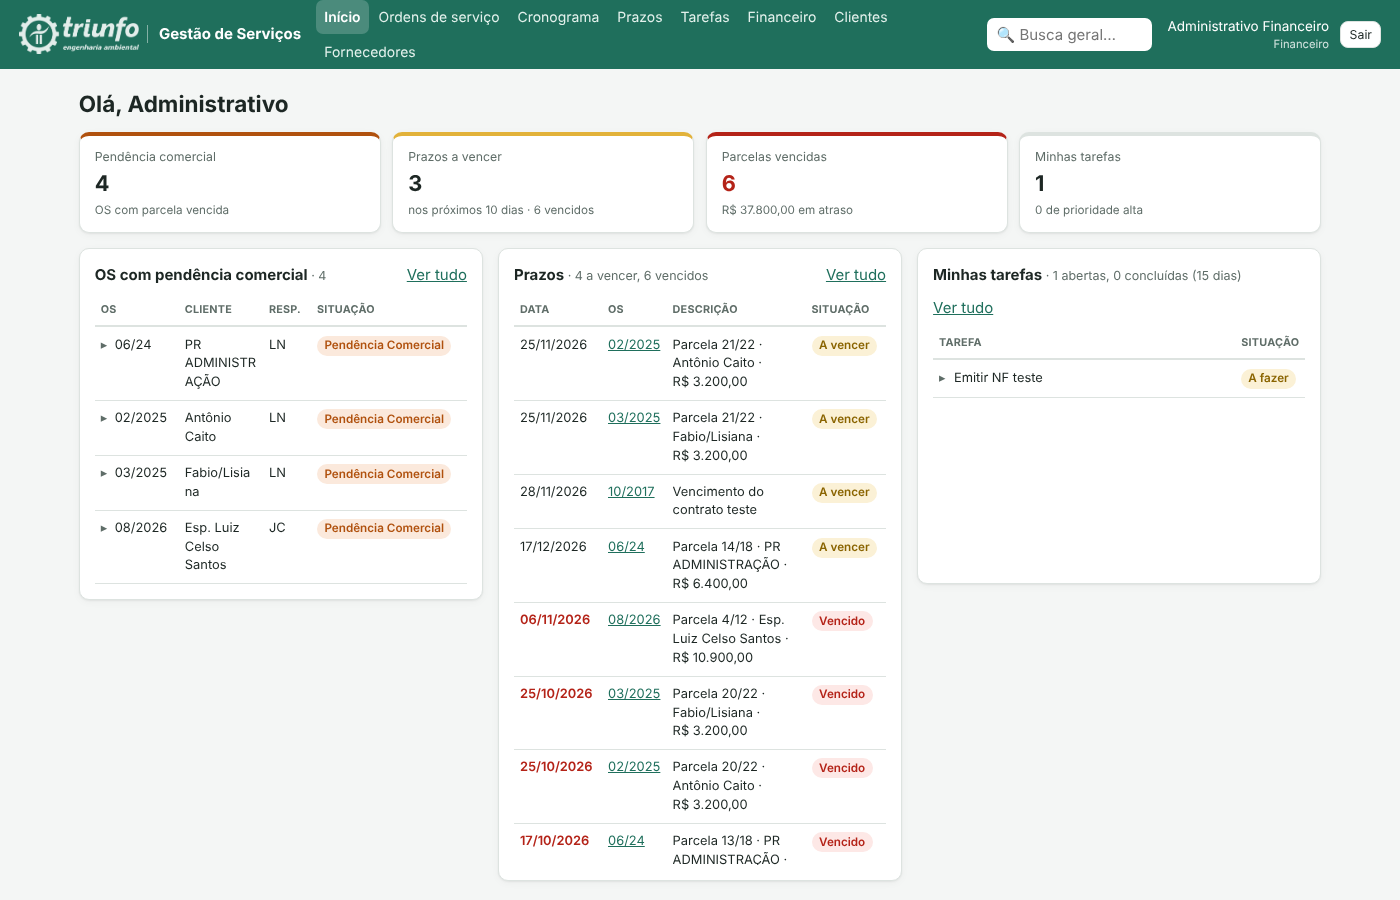 triunfo
engenharia ambiental
Gestão de Serviços
Início
Ordens de serviço
Cronograma
Prazos
Tarefas
Financeiro
Clientes
Fornecedores
🔍 Busca geral...
Administrativo Financeiro
Financeiro
Sair
Olá, Administrativo
Pendência comercial
4
OS com parcela vencida
Prazos a vencer
3
nos próximos 10 dias · 6 vencidos
Parcelas vencidas
6
R$ 37.800,00 em atraso
Minhas tarefas
1
0 de prioridade alta
OS com pendência comercial · 4
Ver tudo
OS CLIENTE RESP. SITUAÇÃO
▸ 06/24 PR LN Pendência Comercial
ADMINISTR
AÇÃO
▸ 02/2025 Antônio LN Pendência Comercial
Caito
▸ 03/2025 Fabio/Lisia LN Pendência Comercial
na
▸ 08/2026 Esp. Luiz JC Pendência Comercial
Celso
Santos
Prazos · 4 a vencer, 6 vencidos
Ver tudo
DATA OS DESCRIÇÃO SITUAÇÃO
25/11/2026 02/2025 Parcela 21/22 · A vencer
Antônio Caito ·
R$ 3.200,00
25/11/2026 03/2025 Parcela 21/22 · A vencer
Fabio/Lisiana ·
R$ 3.200,00
28/11/2026 10/2017 Vencimento do A vencer
contrato teste
17/12/2026 06/24 Parcela 14/18 · PR A vencer
ADMINISTRAÇÃO ·
R$ 6.400,00
06/11/2026 08/2026 Parcela 4/12 · Esp. Vencido
Luiz Celso Santos ·
R$ 10.900,00
25/10/2026 03/2025 Parcela 20/22 · Vencido
Fabio/Lisiana ·
R$ 3.200,00
25/10/2026 02/2025 Parcela 20/22 · Vencido
Antônio Caito ·
R$ 3.200,00
17/10/2026 06/24 Parcela 13/18 · PR Vencido
ADMINISTRAÇÃO ·
Minhas tarefas · 1 abertas, 0 concluídas (15 dias)
Ver tudo
TAREFA SITUAÇÃO
▸ Emitir NF teste A fazer